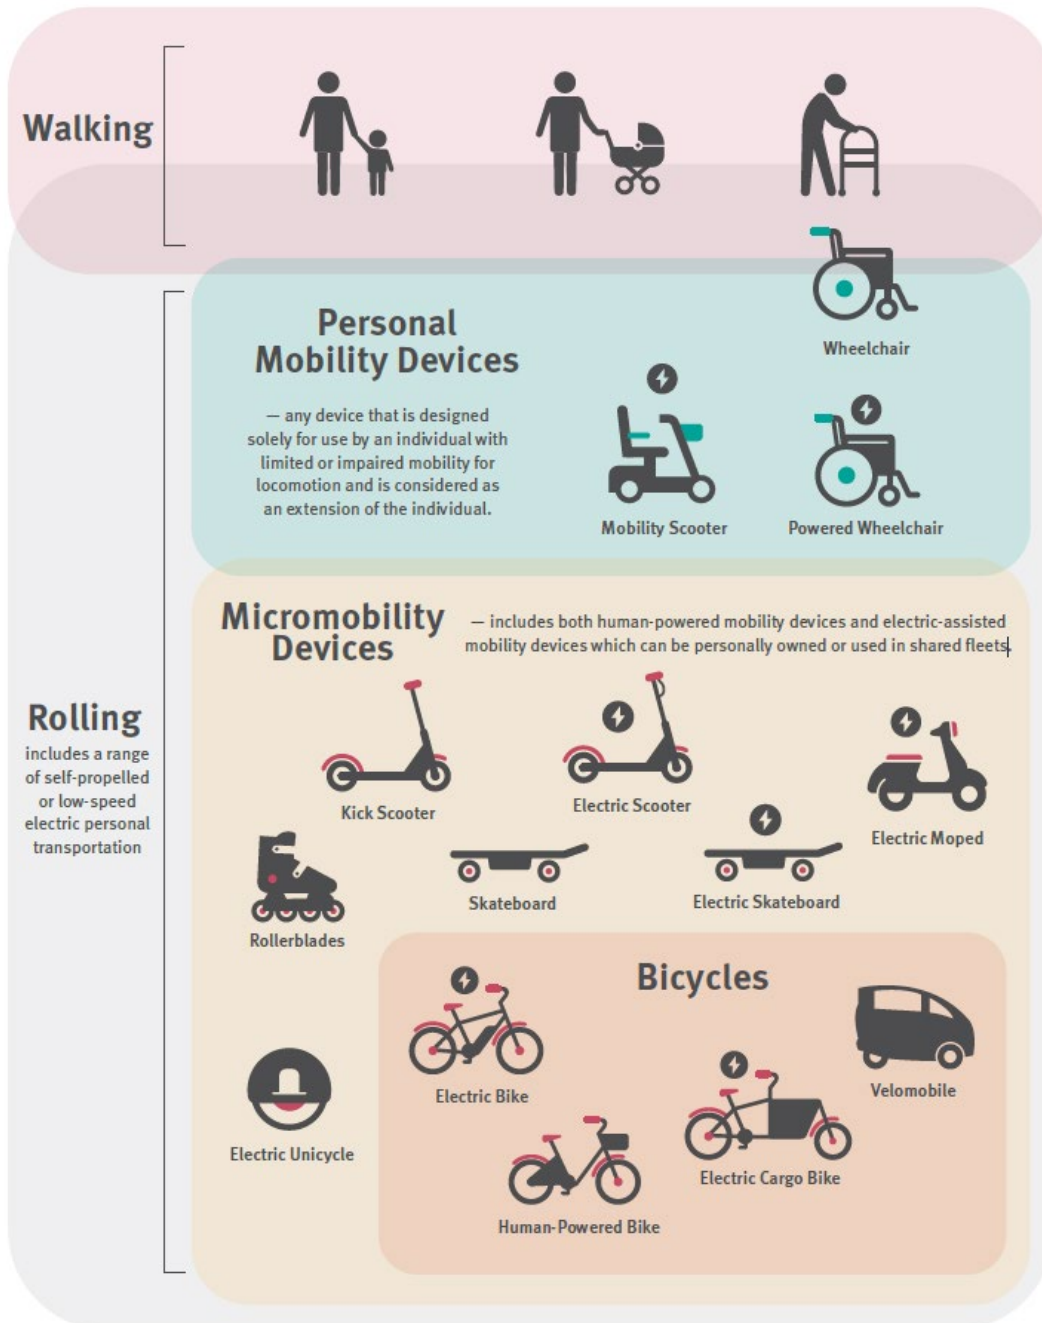 Walking
Personal
Mobility Devices
— any device that is designed
solely for use by an individual with
limited or impaired mobility for
locomotion and is considered as
an extension of the individual.
Wheelchair
Mobility Scooter
Powered Wheelchair
Micromobility
Devices
— includes both human-powered mobility devices and electric-assisted
mobility devices which can be personally owned or used in shared fleets.
Rolling
includes a range
of self-propelled
or low-speed
electric personal
transportation
Kick Scooter
Electric Scooter
Electric Moped
Rollerblades
Skateboard
Electric Skateboard
Bicycles
Electric Bike
Velomobile
Electric Unicycle
Electric Cargo Bike
Human-Powered Bike